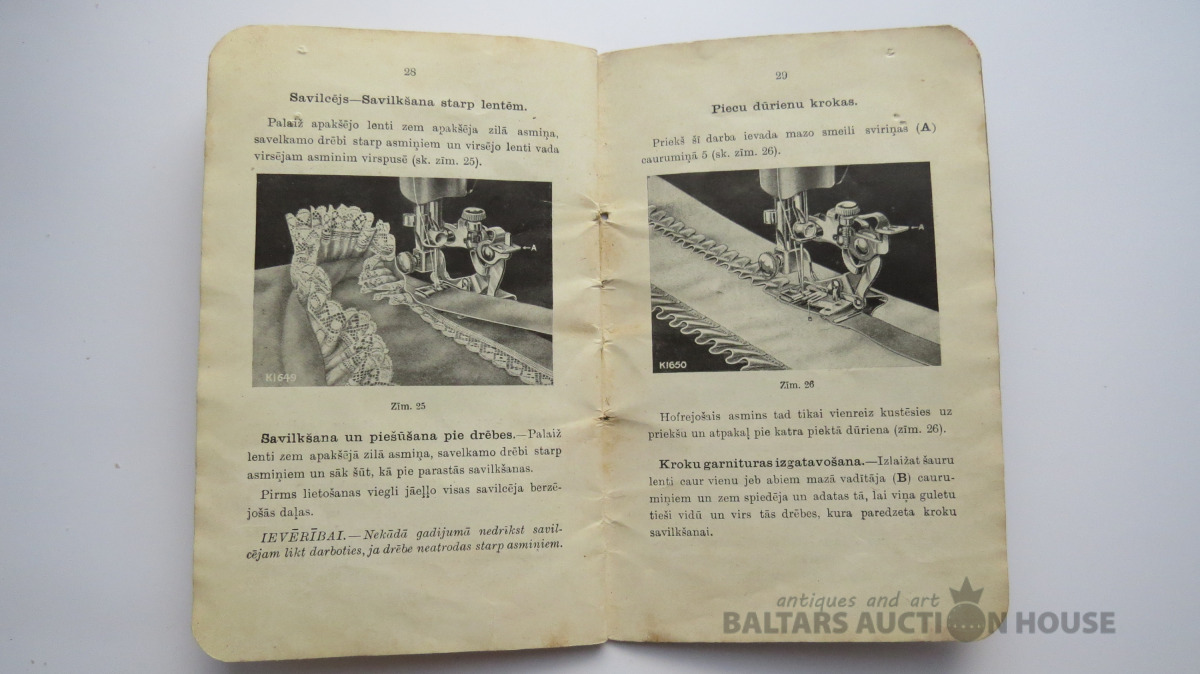 28
Savilcējs—Savilkšana starp lentēm.
Palaiž apakšējo lenti zem apakšēja zilā asmiņa,
savelkamo drēbi starp asmiņiem un virsējo lenti vada
virsējam asminim virspusē (sk. zīm. 25).
A
K1649
Zīm. 25
Savilkšana un piešūšana pie drēbes.—Palaiž
lenti zem apakšējā zilā asmiņa, savelkamo drēbi starp
asmiņiem un sāk šūt, kā pie parastās savilkšanas.
Pirms lietošanas viegli jāeļļo visas savilcēja berzē-
jošās daļas.
IEVĒRĪBAI.—Nekūdā gadijumā nedrīkst savil-
cējam likt darboties, ja drēbe neatrodas starp asmiņiem.
29
Piecu dūrienu krokas.
Priekš šī darba ievada mazo smeili sviriņas (A)
caurumiņā 5 (sk. zīm. 26).
A
B
K1650
Zīm. 26
Hofrejošais asmins tad tikai vienreiz kustēsies uz
priekšu un atpakaļ pie katra piektā dūriena (zīm. 26).
Kroku garnituras izgatavošana.—Izlaižat šauru
lenti caur vienu jeb abiem mazā vadītāja (B) cauru-
miņiem un zem spiedēja un adatas tā, lai viņa guletu
tieši vidū un virs tās drēbes, kura paredzeta kroku
savilkšanai.
antiques and art
BALTARS AUCTION HOUSE